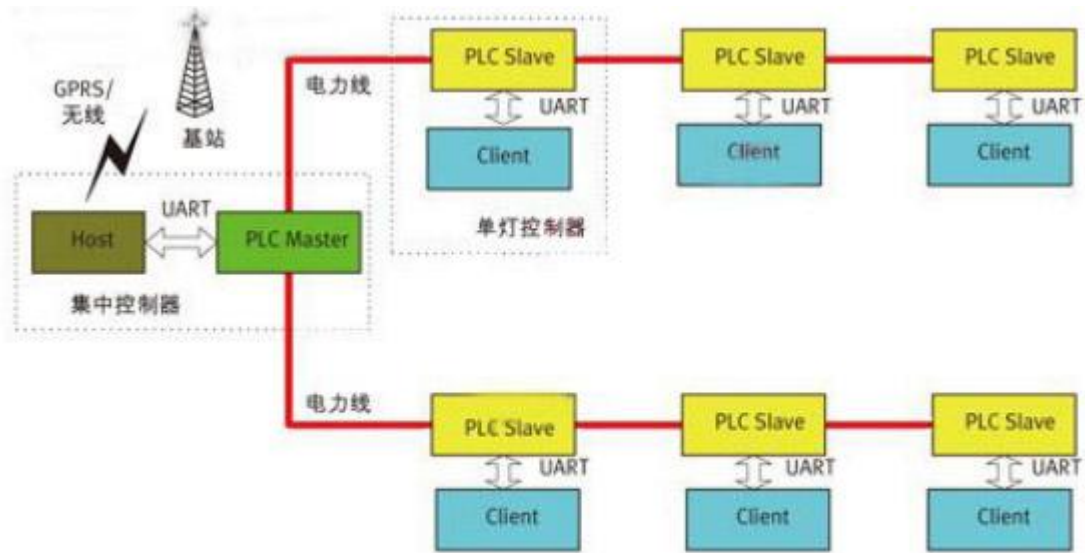 PLC Slave
PLC Slave
PLC Slave
电力线
GPRS/
无线
UART
UART
UART
基站
Client
Client
Client
UART
单灯控制器
Host
PLC Master
集中控制器
电力线
PLC Slave
PLC Slave
PLC Slave
UART
UART
UART
Client
Client
Client